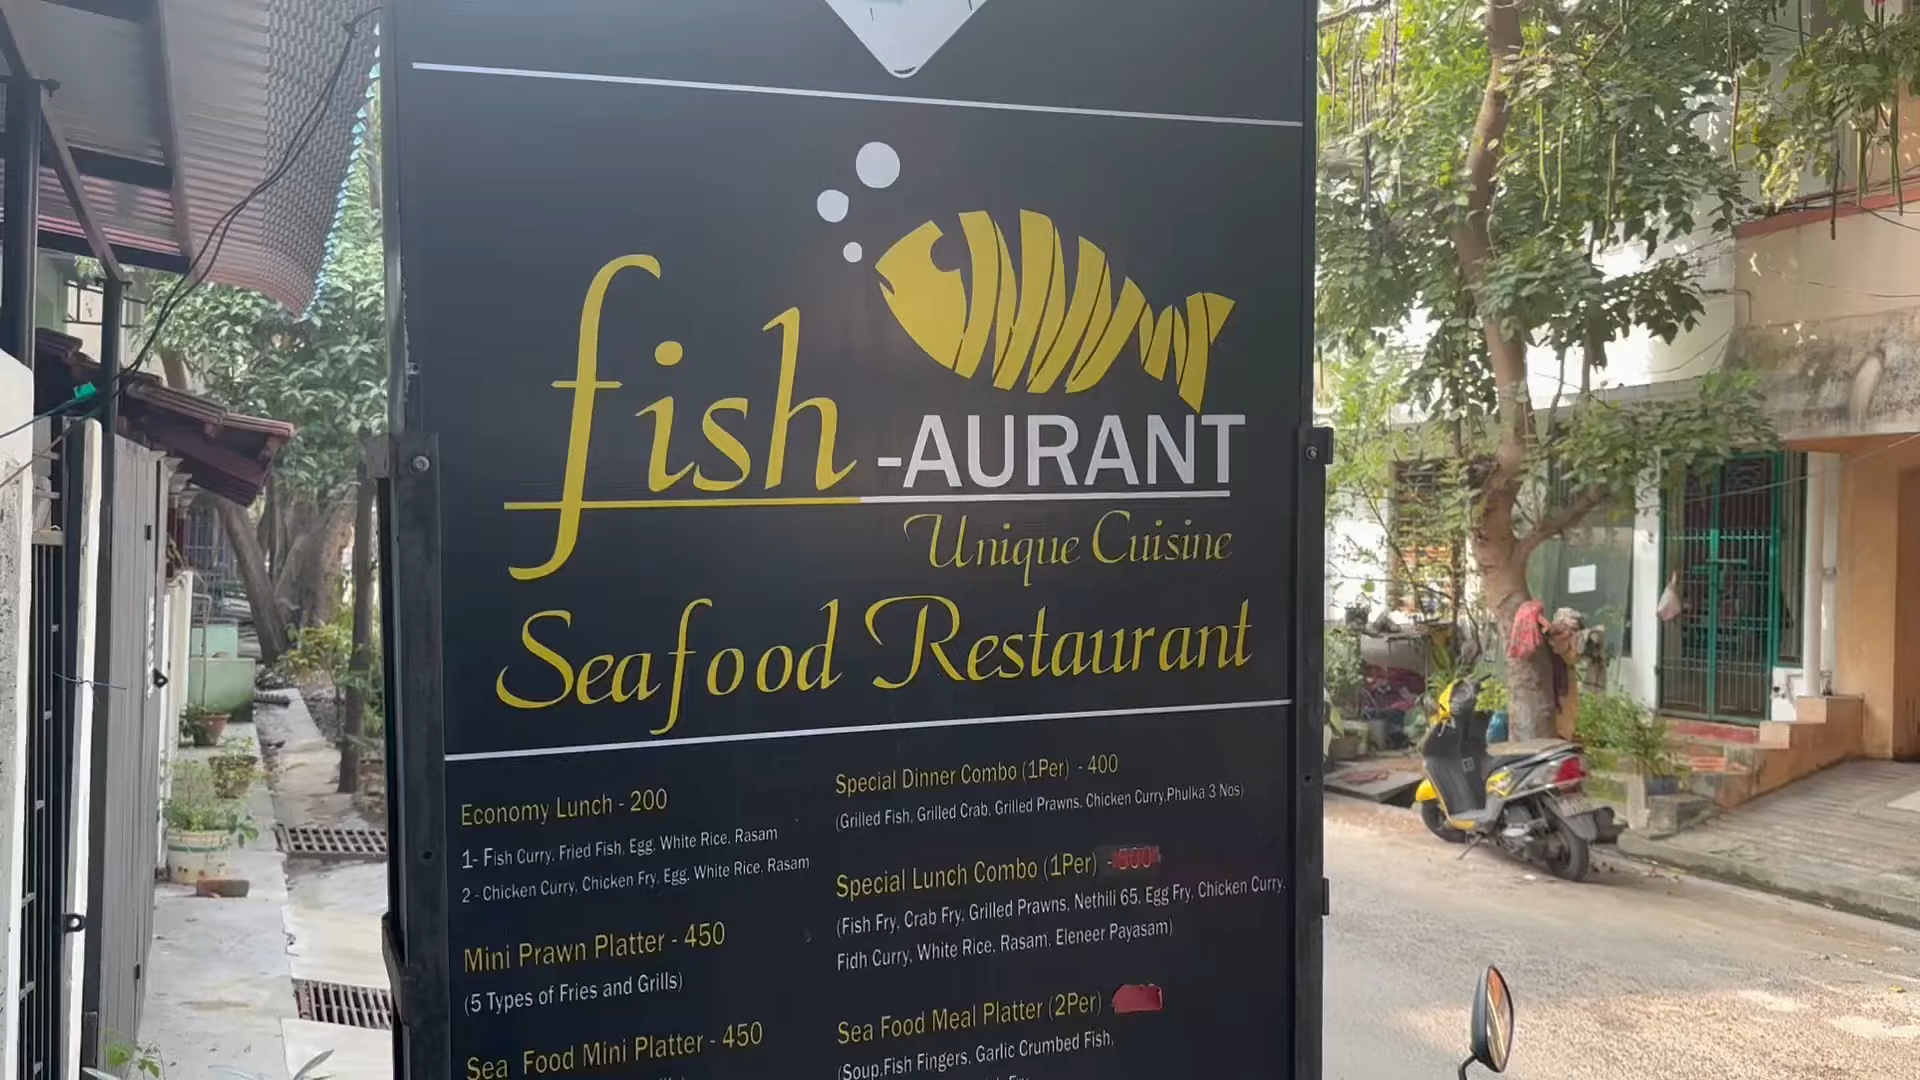 fish -AURANT
Unique Cuisine
Seafood Restaurant
Economy Lunch - 200
1- Fish Curry, Fried Fish, Egg, White Rice, Rasam
2 - Chicken Curry, Chicken Fry, Egg, White Rice, Rasam
Mini Prawn Platter - 450
(5 Types of Fries and Grills)
Sea Food Mini Platter - 450
Special Dinner Combo (1Per) - 400
(Grilled Fish, Grilled Crab, Grilled Prawns, Chicken Curry,Phulka 3 Nos)
Special Lunch Combo (1Per) - 500
(Fish Fry, Crab Fry, Grilled Prawns, Nethili 65, Egg Fry, Chicken Curry,
Fidh Curry, White Rice, Rasam, Eleneer Payasam)
Sea Food Meal Platter (2Per)
(Soup,Fish Fingers, Garlic Crumbed Fish,